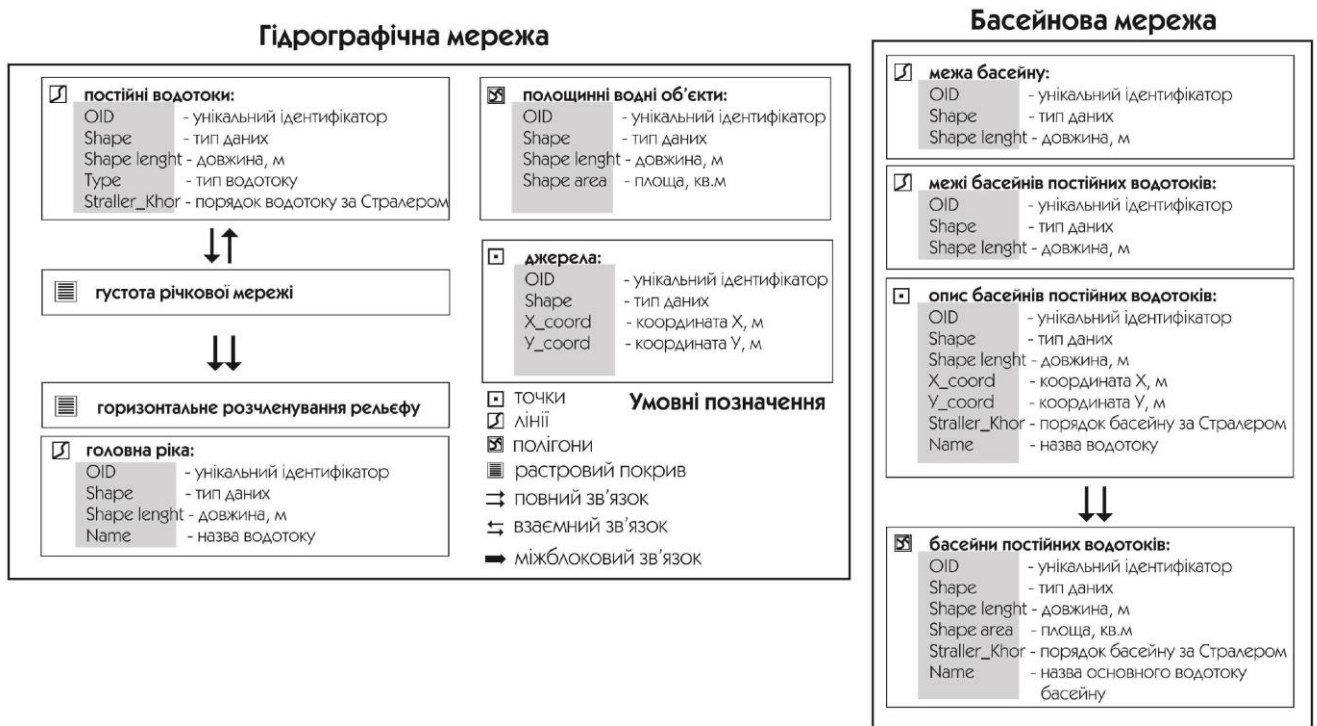 Гідрографічна мережа
постійні водотоки:
OID - унікальний ідентифікатор
Shape - тип даних
Shape lenght - довжина, м
Type - тип водотоку
Straller_Khor - порядок водотоку за Стралером
густота річкової мережі
горизонтальне розчленування рельєфу
головна ріка:
OID - унікальний ідентифікатор
Shape - тип даних
Shape lenght - довжина, м
Name - назва водотоку
полощинні водні об'єкти:
OID - унікальний ідентифікатор
Shape - тип даних
Shape lenght - довжина, м
Shape area - площа, кв.м
джерела:
OID - унікальний ідентифікатор
Shape - тип даних
X_coord - координата X, м
Y_coord - координата Y, м
Умовні позначення
точки
лінії
полігони
растровий покрив
повний зв'язок
взаємний зв'язок
міжблоковий зв'язок
Басейнова мережа
межа басейну:
OID - унікальний ідентифікатор
Shape - тип даних
Shape lenght - довжина, м
межі басейнів постійних водотоків:
OID - унікальний ідентифікатор
Shape - тип даних
Shape lenght - довжина, м
опис басейнів постійних водотоків:
OID - унікальний ідентифікатор
Shape - тип даних
Shape lenght - довжина, м
X_coord - координата X, м
Y_coord - координата Y, м
Straller_Khor - порядок басейну за Стралером
Name - назва водотоку
басейни постійних водотоків:
OID - унікальний ідентифікатор
Shape - тип даних
Shape lenght - довжина, м
Shape area - площа, кв.м
Straller_Khor - порядок басейну за Стралером
Name - назва основного водотоку
басейну